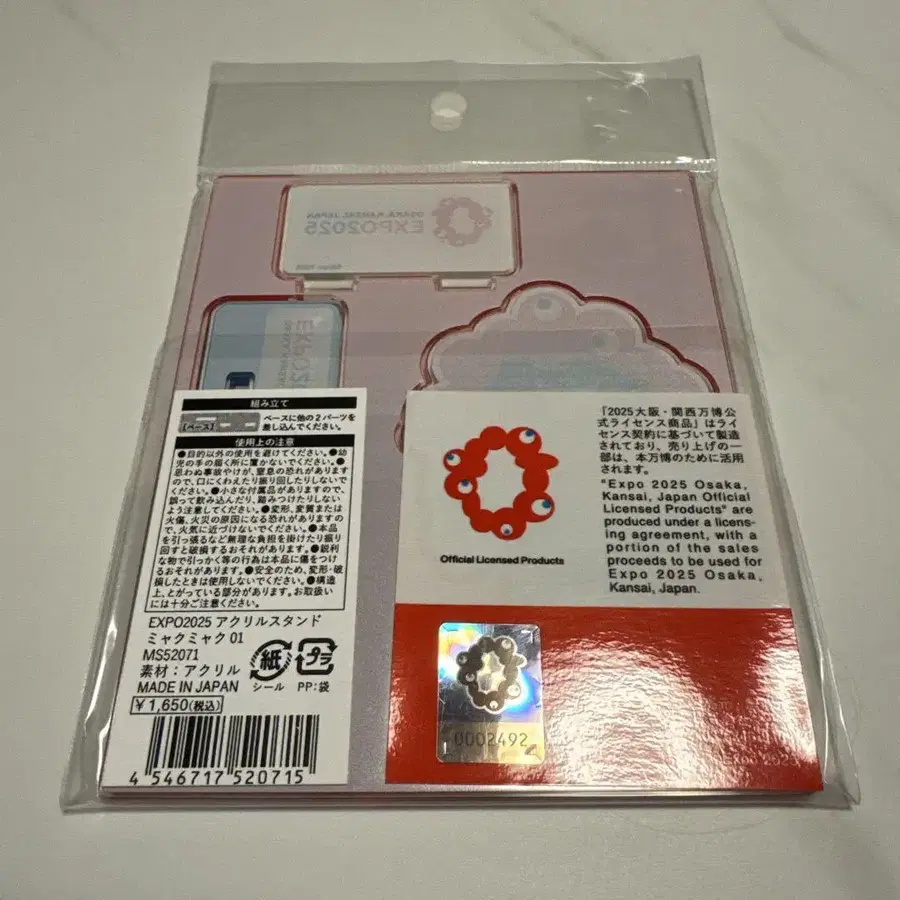 OSAKA, KANSAI, JAPAN
EXPO2025
組み立て
【ベース】
ベースに他の2パーツを
差し込んでください。
使用上の注意
●目的以外の使用を避けてください。●幼
児の手の届く所に置かないでください。●
思わぬ事故やけが、窒息の恐れがありますの
で、口にくわえたり振り回したりしないで
ください。●小さな付属品がありますので、
誤って飲み込んだり、踏みつけたりしない
よう注意してください。●変形、変質または
火傷、火災の原因になる恐れがありますの
で、火気に近づけないでください。●本品
を引っ張るなど無理な負担を掛けたり振り
回すと破損するおそれがあります。●鋭利
な物で引っかく等の行為は本品に傷をつけ
るおそれがあります。●安全のため、変形・破
損したときは使用しないでください。●構造
上、とがっている部分があります。お取扱い
には十分ご注意ください。
EXPO2025 アクリルスタンド
ミャクミャク 01
MS52071
素材:アクリル
MADE IN JAPAN
¥1,650(税込)
紙
シール
プラ
PP:袋
4 546717 520715
Official Licensed Products
「2025大阪・関西万博公
式ライセンス商品」はライ
センス契約に基づいて製造
されており、売り上げの一
部は、本万博のために活用
されます。
"Expo 2025 Osaka,
Kansai, Japan Official
Licensed Products" are
produced under a licens-
ing agreement, with a
portion of the sales
proceeds to be used for
Expo 2025 Osaka,
Kansai, Japan.
0002492